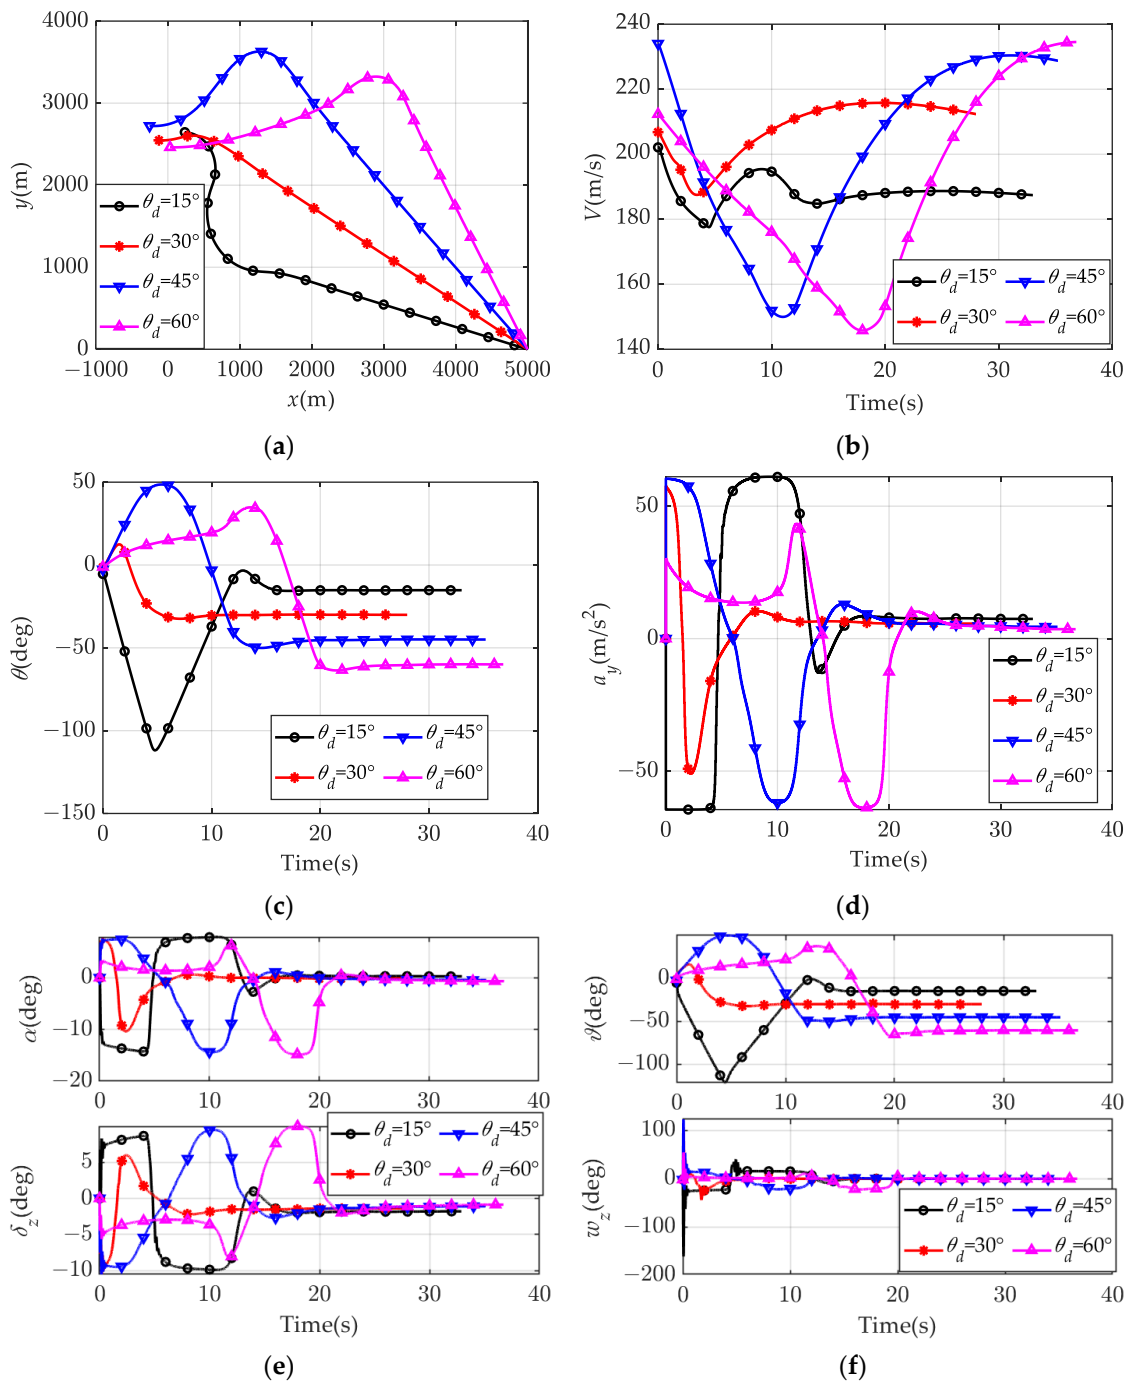 4000
3000
2000
1000
0
y(m)
θd=15°
θd=30°
θd=45°
θd=60°
−1000 0 1000 2000 3000 4000 5000
x(m)
(a)
240
220
200
180
160
140
V(m/s)
θd=15° θd=45°
θd=30° θd=60°
0 10 20 30 40
Time(s)
(b)
50
0
−50
−100
−150
θ(deg)
θd=15° θd=45°
θd=30° θd=60°
0 10 20 30 40
Time(s)
(c)
50
0
−50
ay(m/s²)
θd=15°
θd=30°
θd=45°
θd=60°
0 10 20 30 40
Time(s)
(d)
0
−10
−20
α(deg)
0 10 20 30 40
5
0
−5
−10
δz(deg)
θd=15° θd=45°
θd=30° θd=60°
0 10 20 30 40
Time(s)
(e)
0
−50
−100
ϑ(deg)
0 10 20 30 40
100
0
−100
−200
wz(deg)
θd=15° θd=45°
θd=30° θd=60°
0 10 20 30 40
Time(s)
(f)